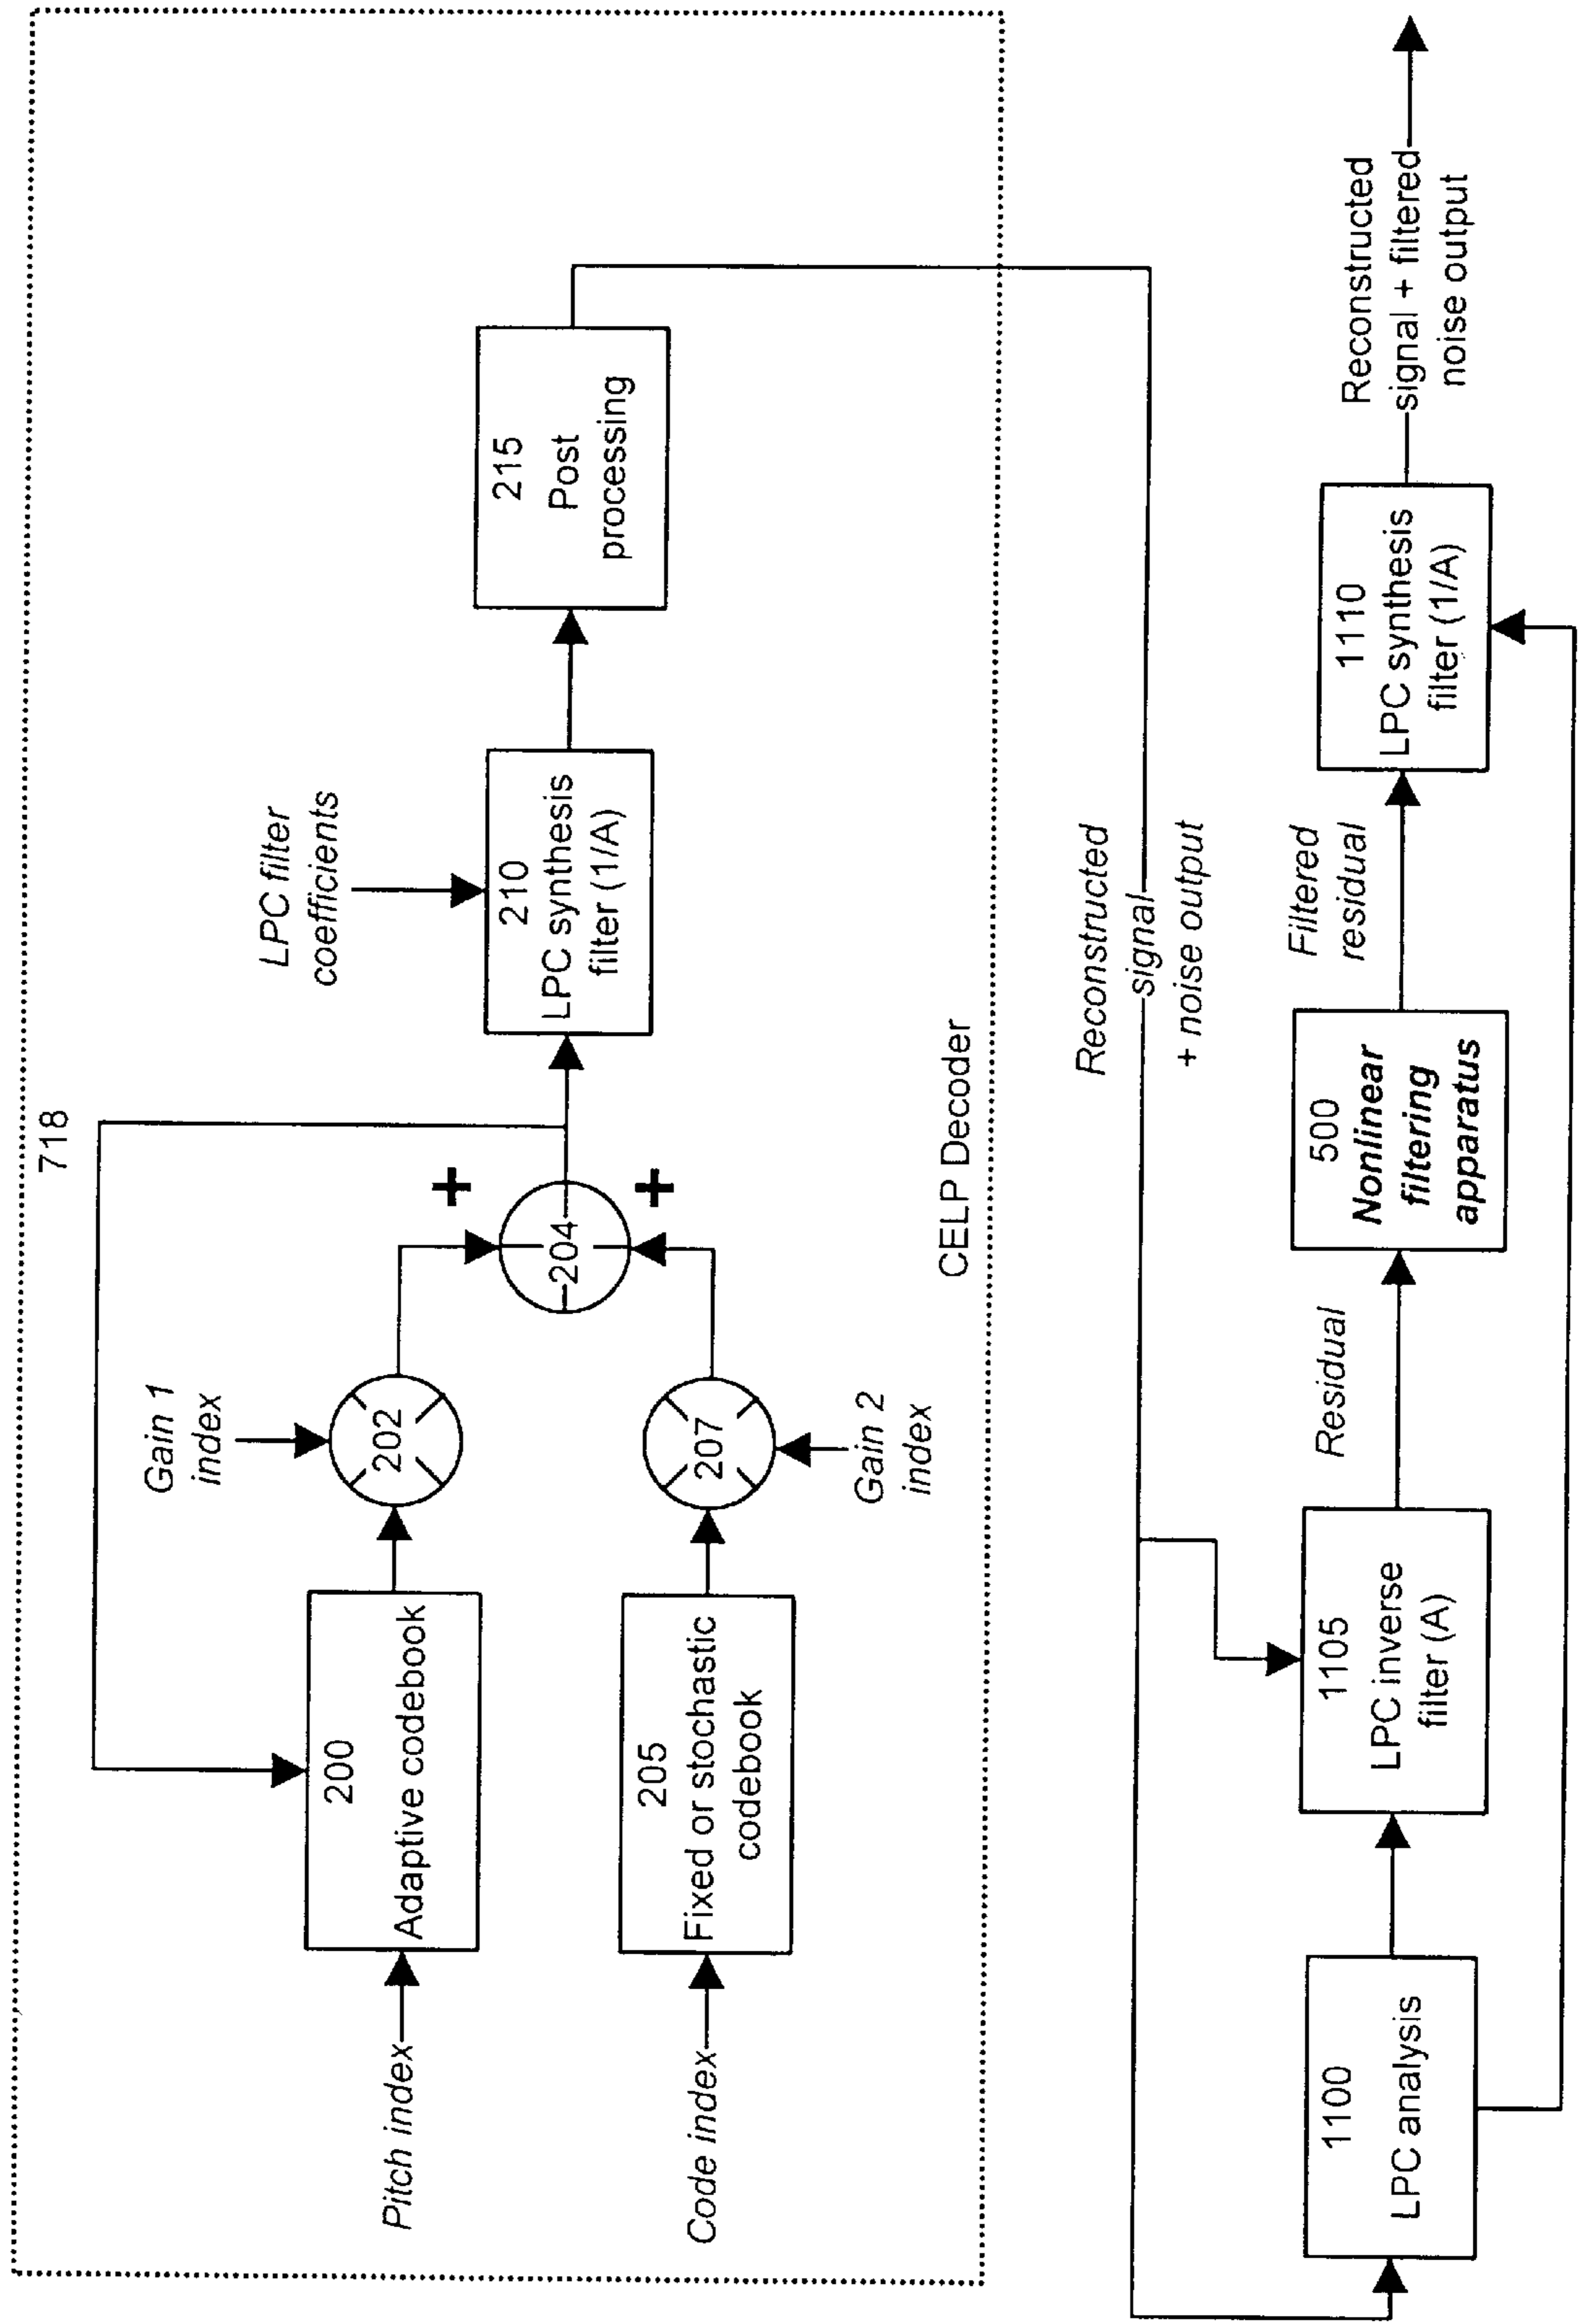 718
Gain 1
index
LPC filter
coefficients
200
Adaptive codebook
Pitch index
202
+
204
+
210
LPC synthesis
filter (1/A)
215
Post
processing
205
Fixed or stochastic
codebook
Code index
207
Gain 2
index
CELP Decoder
Reconstructed
signal
+ noise output
1100
LPC analysis
1105
LPC inverse
filter (A)
Residual
500
Nonlinear
filtering
apparatus
Filtered
residual
1110
LPC synthesis
filter (1/A)
Reconstructed
signal + filtered
noise output